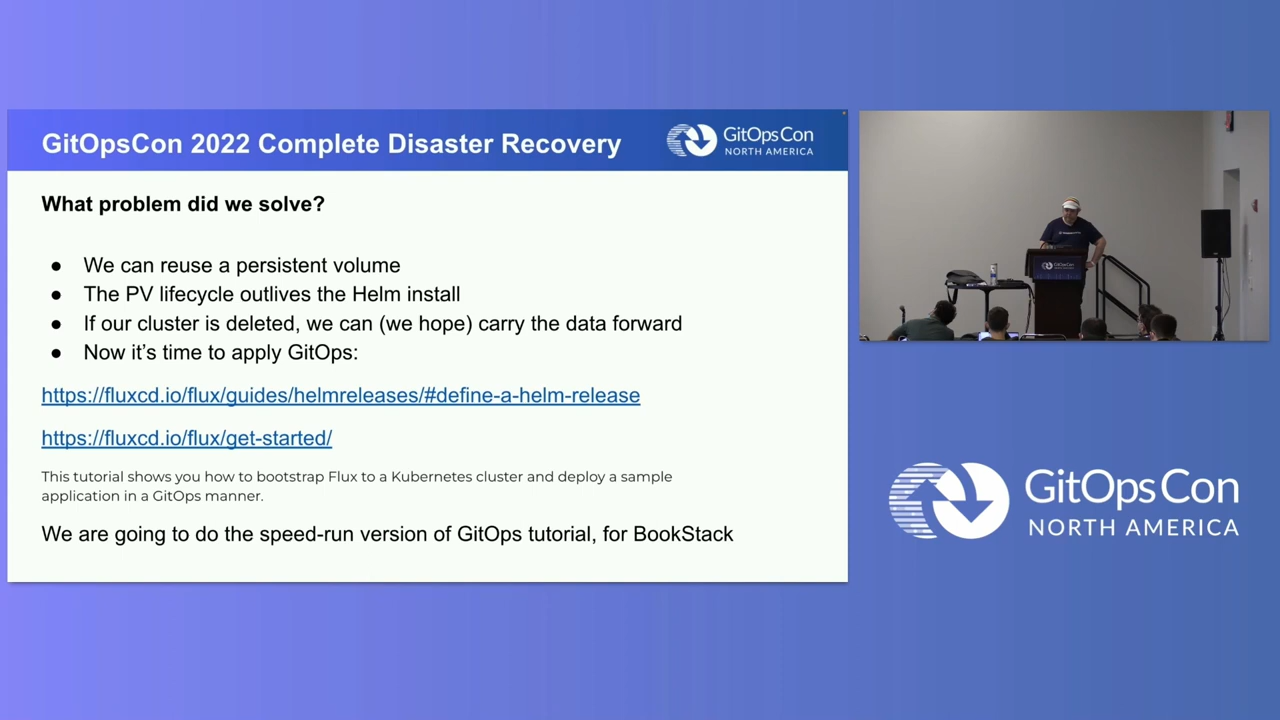 GitOpsCon 2022 Complete Disaster Recovery
GitOpsCon
NORTH AMERICA
What problem did we solve?
● We can reuse a persistent volume
● The PV lifecycle outlives the Helm install
● If our cluster is deleted, we can (we hope) carry the data forward
● Now it’s time to apply GitOps:
https://fluxcd.io/flux/guides/helmreleases/#define-a-helm-release
https://fluxcd.io/flux/get-started/
This tutorial shows you how to bootstrap Flux to a Kubernetes cluster and deploy a sample
application in a GitOps manner.
We are going to do the speed-run version of GitOps tutorial, for BookStack
GitOpsCon
GitOpsCon
NORTH AMERICA